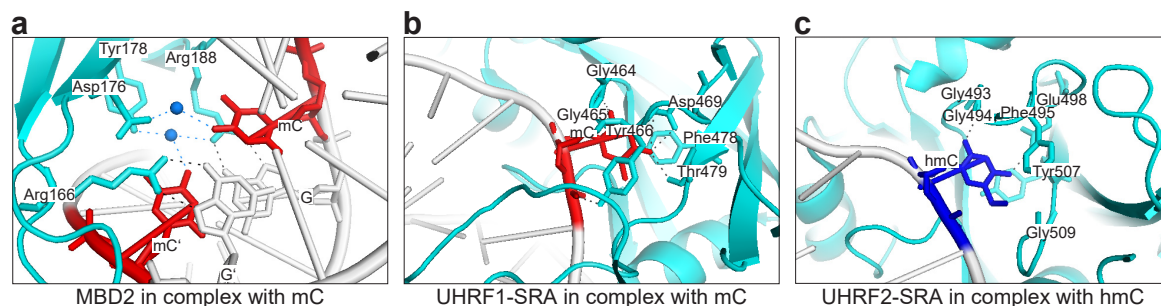 a
Tyr178
Arg188
Asp176
mC
Arg166
G
mC‘
G‘
MBD2 in complex with mC
b
Gly464
Asp469
Gly465
mC
Tyr466
Phe478
Thr479
UHRF1-SRA in complex with mC
c
Gly493
Glu498
Gly494
Phe495
hmC
Tyr507
Gly509
UHRF2-SRA in complex with hmC